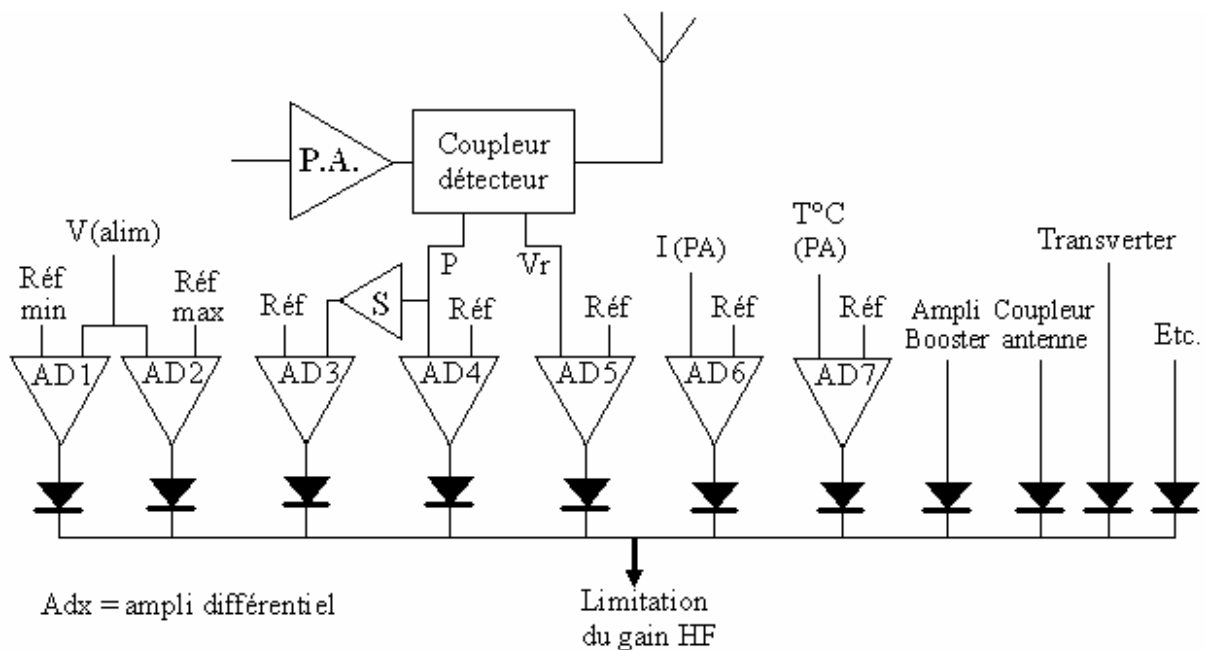 P.A.
Coupleur
détecteur
V(alim)
Réf
min
Réf
max
P
Vr
S
Réf
Réf
Réf
I (PA)
Réf
T°C
(PA)
Réf
Ampli
Booster
Coupleur
antenne
Transverter
Etc.
AD1
AD2
AD3
AD4
AD5
AD6
AD7
Adx = ampli différentiel
Limitation
du gain HF